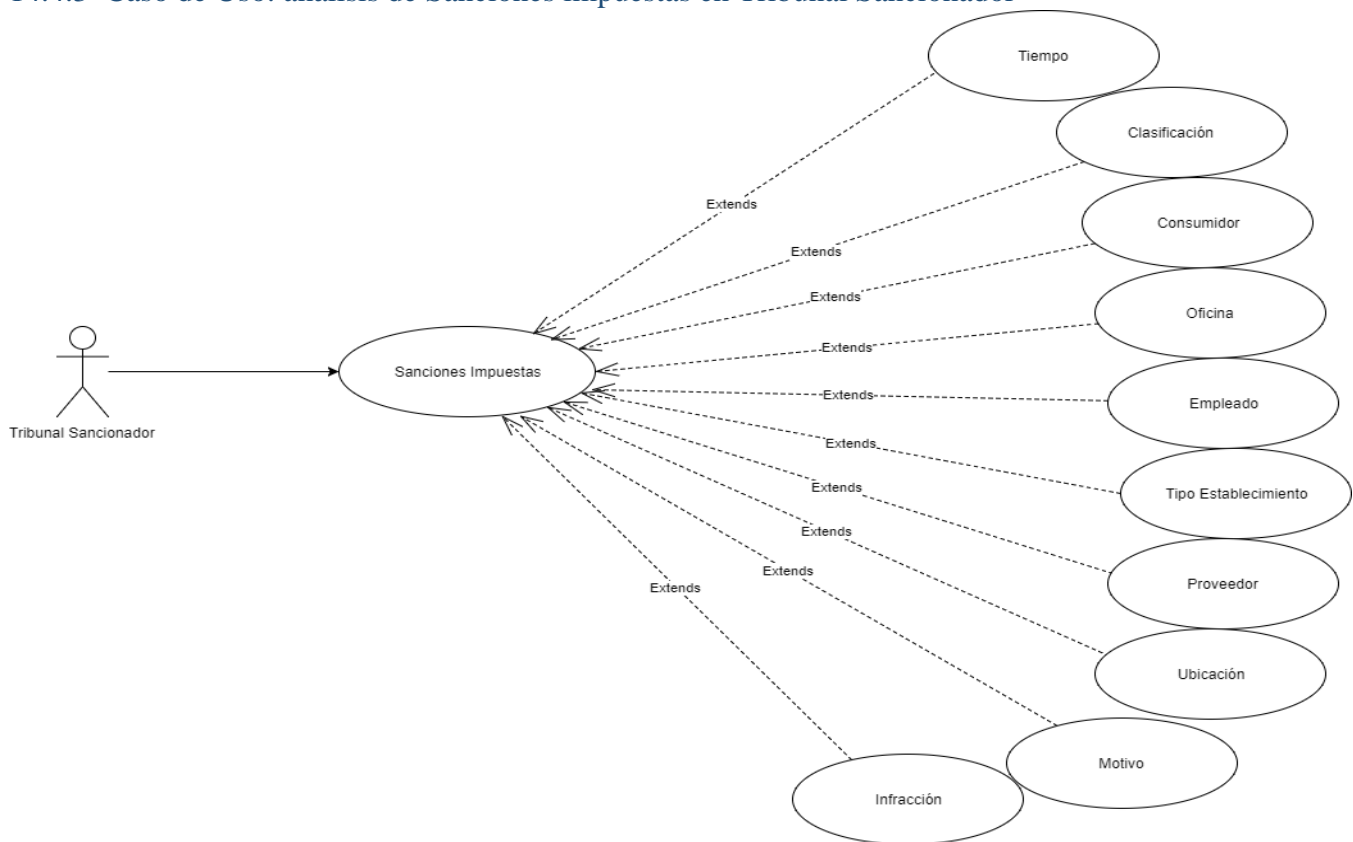 Tiempo
Clasificación
Extends
Consumidor
Extends
Extends
Oficina
Extends
Sanciones Impuestas
Extends
Empleado
Tribunal Sancionador
Extends
Tipo Establecimiento
Extends
Extends
Proveedor
Extends
Extends
Ubicación
Motivo
Infracción